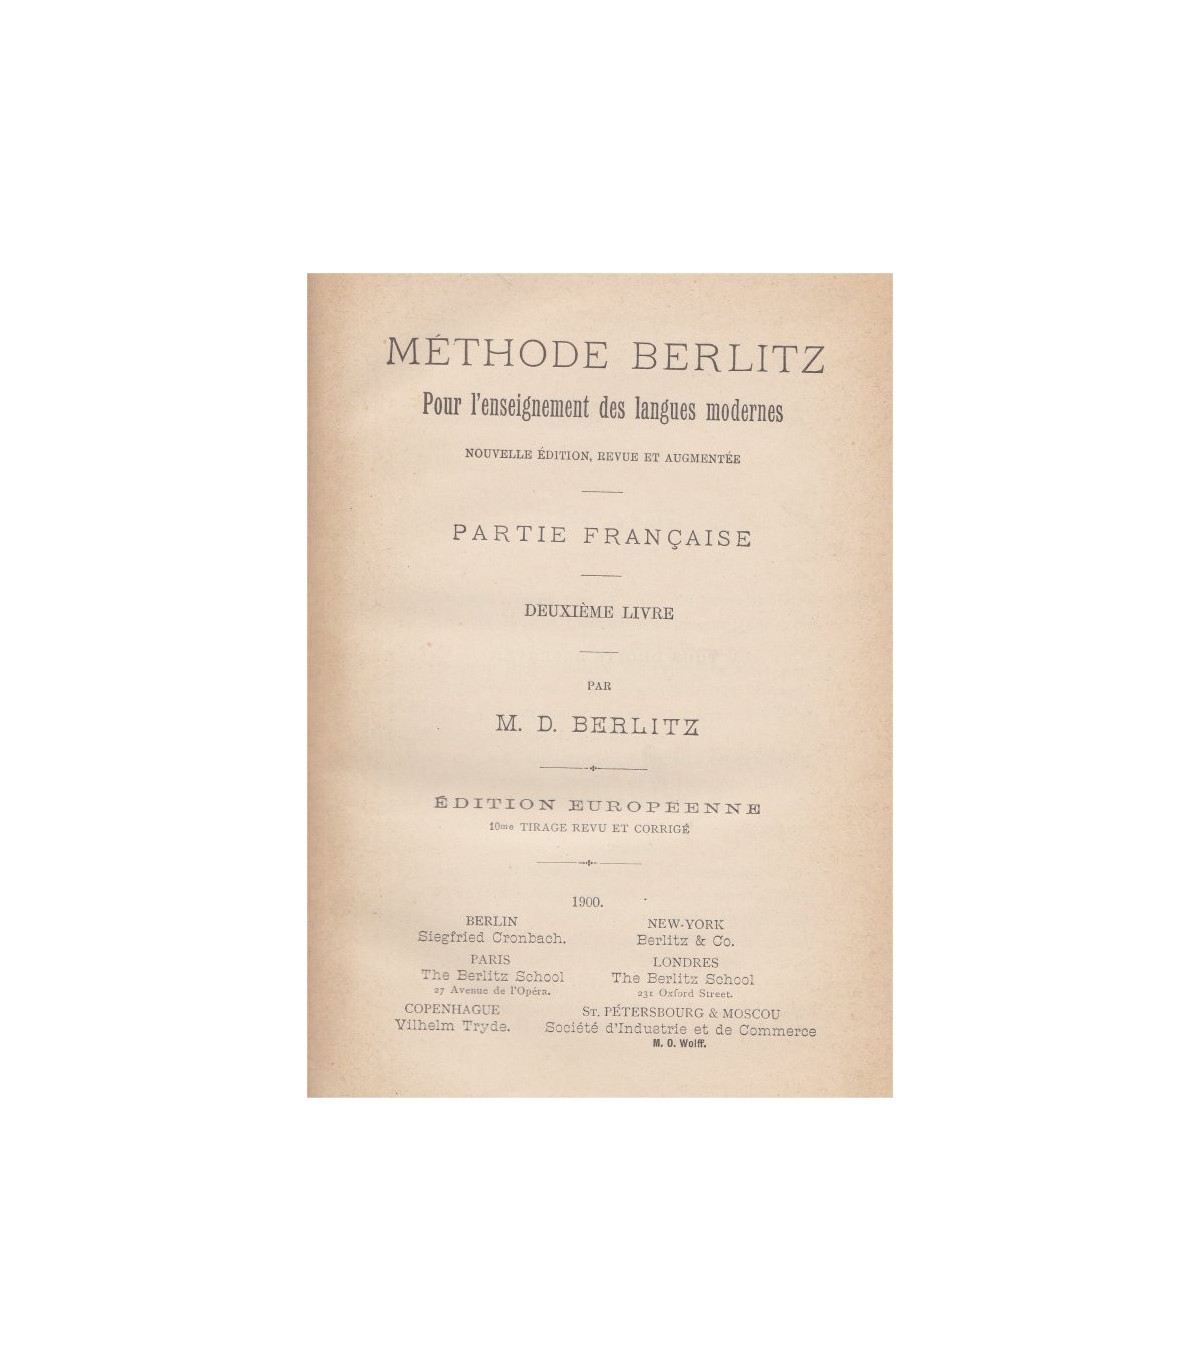 MÉTHODE BERLITZ
Pour l'enseignement des langues modernes
NOUVELLE ÉDITION, REVUE ET AUGMENTÉE
PARTIE FRANÇAISE
DEUXIÈME LIVRE
PAR
M. D. BERLITZ
ÉDITION EUROPÉENNE
10me TIRAGE REVU ET CORRIGÉ
1900.
BERLIN
Siegfried Cronbach.
NEW-YORK
Berlitz & Co.
PARIS
The Berlitz School
27 Avenue de l'Opéra.
LONDRES
The Berlitz School
231 Oxford Street.
COPENHAGUE
Vilhelm Tryde.
ST. PÉTERSBOURG & MOSCOU
Société d'Industrie et de Commerce
M. O. Wolff.